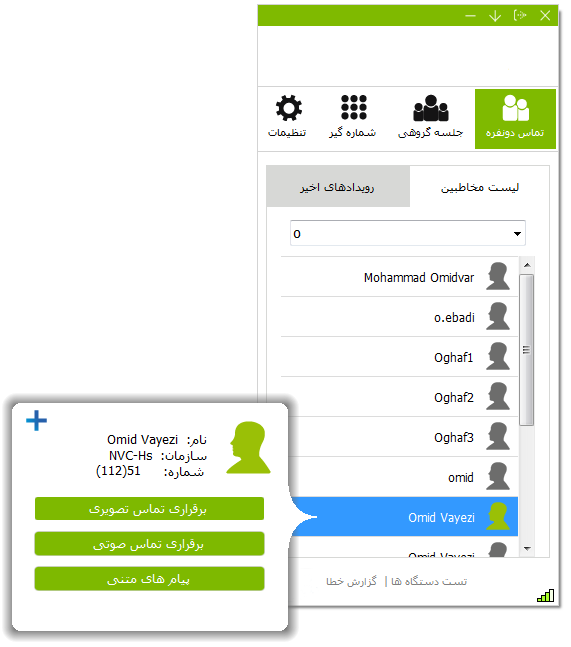 تماس دونفره
جلسه گروهی
شماره گیر
تنظیمات
لیست مخاطبین
رویدادهای اخیر
o
Mohammad Omidvar
o.ebadi
Oghaf1
Oghaf2
Oghaf3
omid
Omid Vayezi
Omid Vayezi
تست دستگاه ها | گزارش خطا
نام: Omid Vayezi
سازمان: NVC-Hs
شماره: 51(112)
برقراری تماس تصویری
برقراری تماس صوتی
پیام های متنی